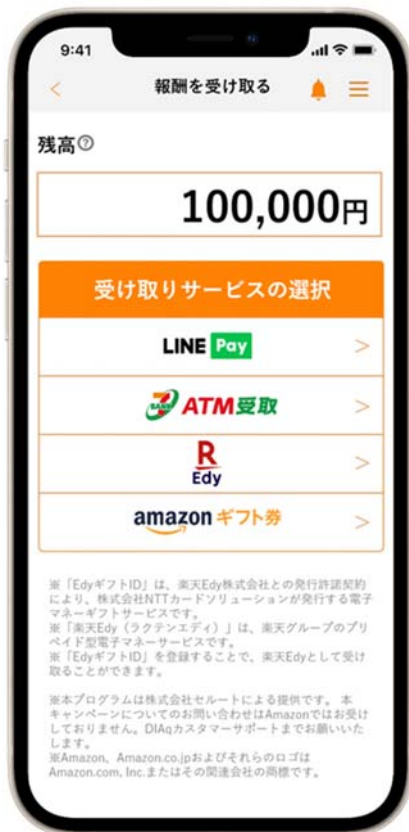 9:41
報酬を受け取る
残高?
100,000円
受け取りサービスの選択
LINE Pay
7 BANK ATM受取
R Edy
amazon ギフト券
※「EdyギフトID」は、楽天Edy株式会社との発行許諾契約
により、株式会社NTTカードソリューションが発行する電子
マネーギフトサービスです。
※「楽天Edy（ラクテンエディ）」は、楽天グループのプリ
ペイド型電子マネーサービスです。
※「EdyギフトID」を登録することで、楽天Edyとして受け
取ることができます。
※本プログラムは株式会社セルートによる提供です。 本
キャンペーンについてのお問い合わせはAmazonではお受け
しておりません。DIAqカスタマーサポートまでお願いいた
します。
※Amazon、Amazon.co.jpおよびそれらのロゴは
Amazon.com, Inc.またはその関連会社の商標です。